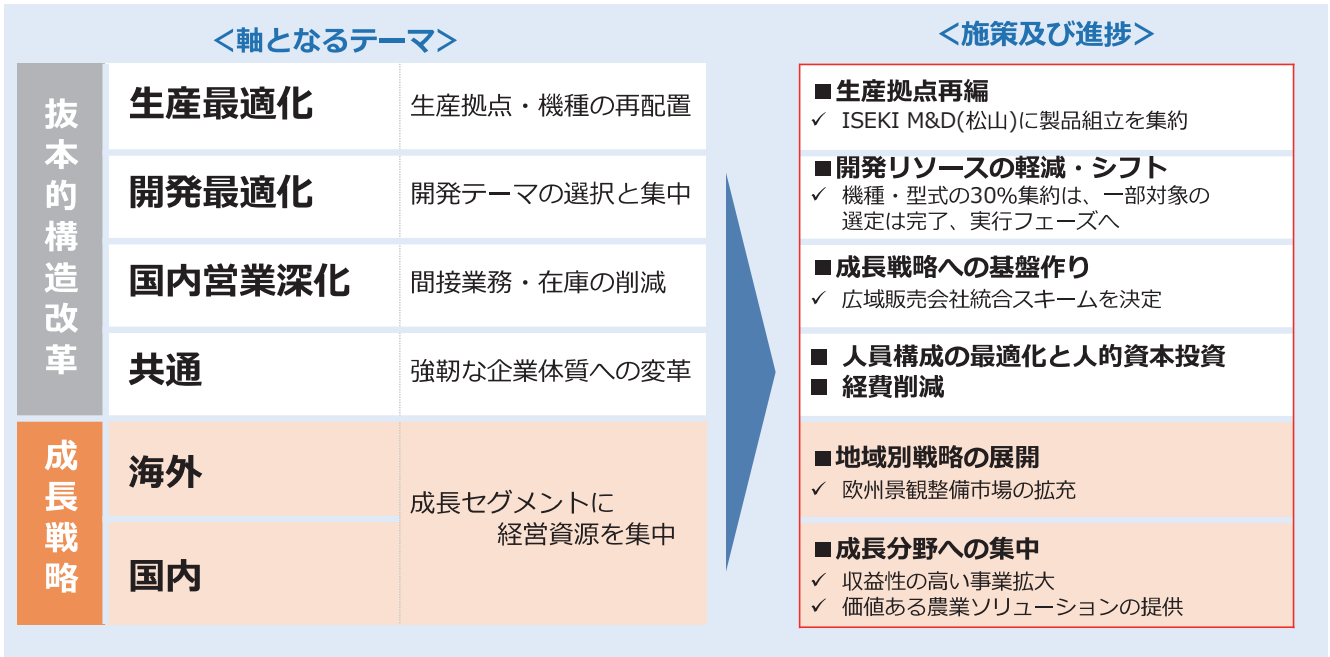 ＜軸となるテーマ＞
＜施策及び進捗＞
抜本的構造改革
生産最適化
生産拠点・機種の再配置
■生産拠点再編
✓ ISEKI M&D(松山)に製品組立を集約
開発最適化
開発テーマの選択と集中
■開発リソースの軽減・シフト
✓ 機種・型式の30%集約は、一部対象の
選定は完了、実行フェーズへ
国内営業深化
間接業務・在庫の削減
■成長戦略への基盤作り
✓ 広域販売会社統合スキームを決定
共通
強靭な企業体質への変革
■ 人員構成の最適化と人的資本投資
■ 経費削減
成長戦略
海外
成長セグメントに
経営資源を集中
■地域別戦略の展開
✓ 欧州景観整備市場の拡充
国内
■成長分野への集中
✓ 収益性の高い事業拡大
✓ 価値ある農業ソリューションの提供